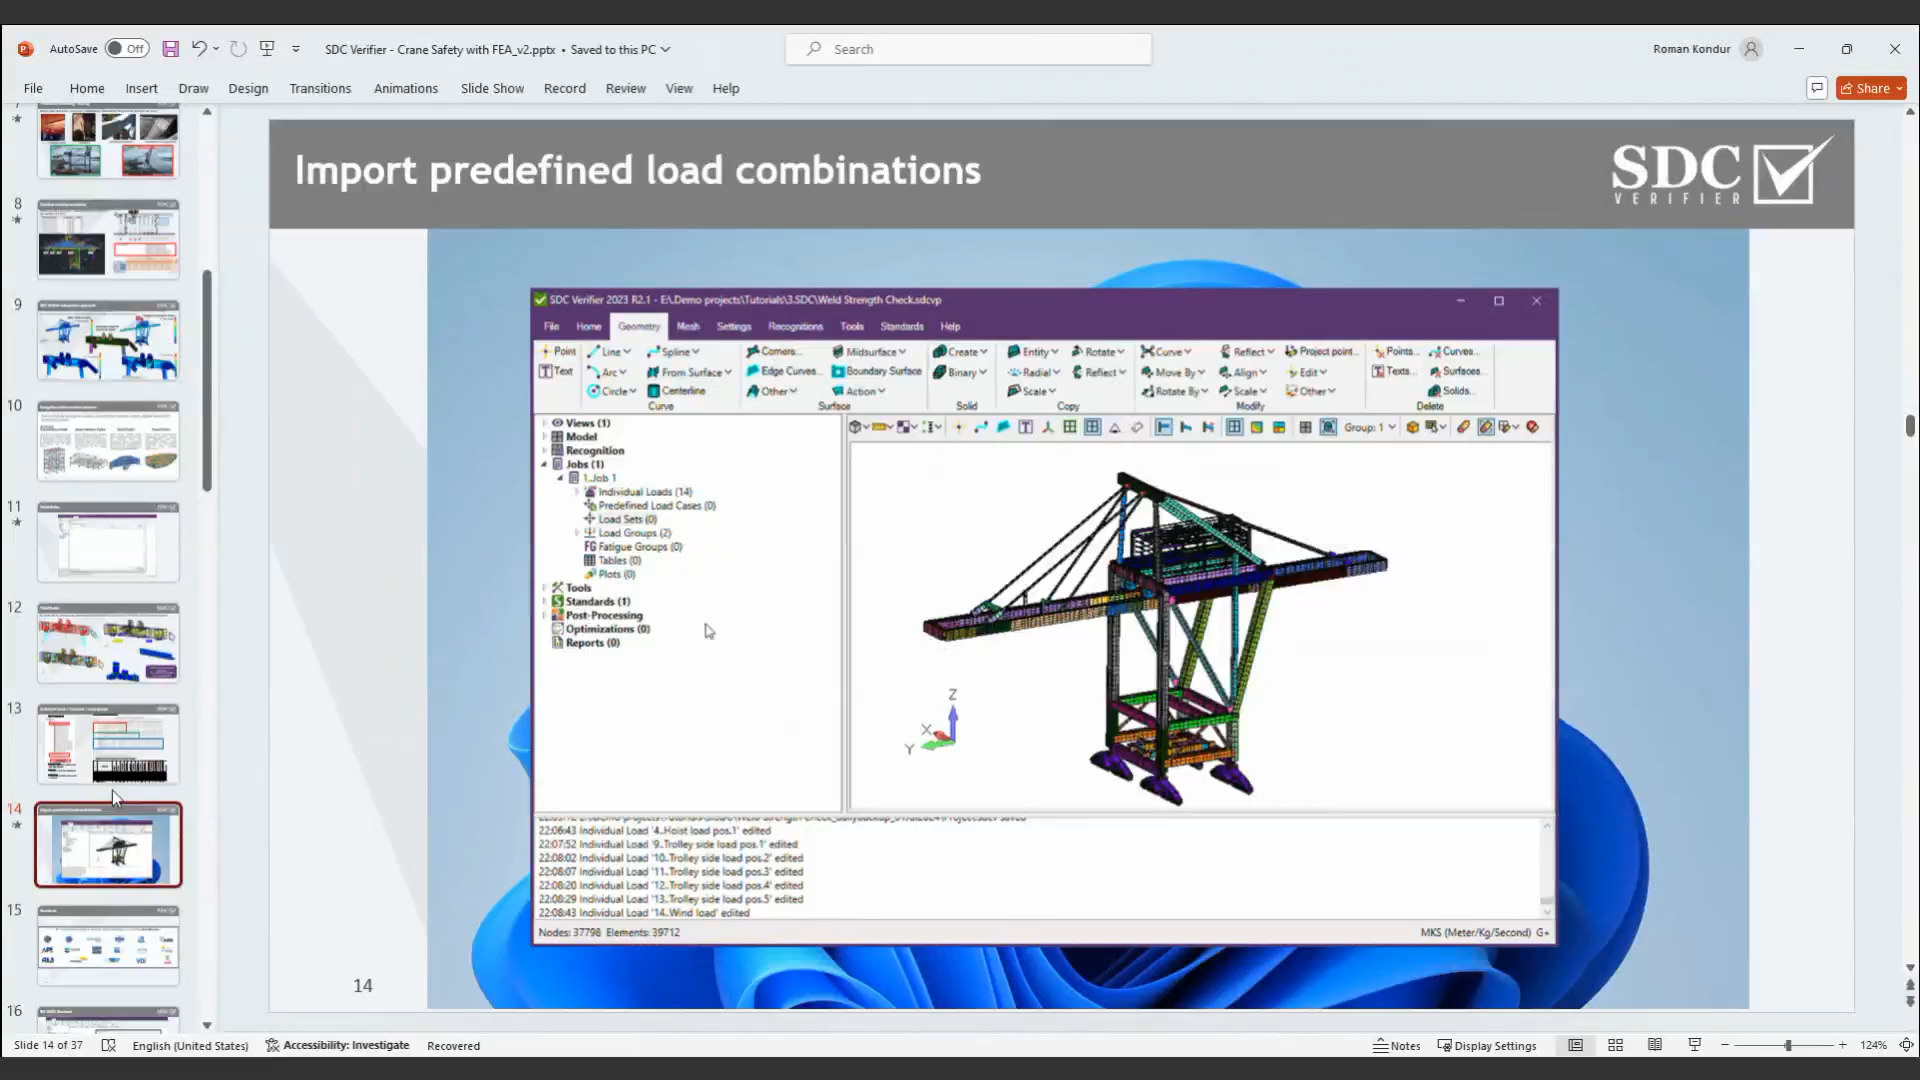 AutoSave Off SDC Verifier - Crane Safety with FEA_v2.pptx • Saved to this PC Search Roman Kondur
File Home Insert Draw Design Transitions Animations Slide Show Record Review View Help Share
7
8
9
10
11
12
13
14
15
16
Import predefined load combinations
SDC
VERIFIER
SDC Verifier 2023 R2.1 - E:\.Demo projects\Tutorials\3.SDC\Weld Strength Check.sdcvp
File Home Geometry Mesh Settings Recognitions Tools Standards Help
Point Line Spline Corners... Midsurface Create Entity Rotate Curve Reflect Project point... Points... Curves...
Text Arc From Surface Edge Curves... Boundary Surface Binary Radial Reflect Move By Align Edit Texts... Surfaces...
Circle Centerline Other Action Scale Rotate By Scale Other Solids...
Curve Surface Solid Copy Modify Delete
Group: 1
Views (1)
Model
Recognition
Jobs (1)
1..Job 1
Individual Loads (14)
Predefined Load Cases (0)
Load Sets (0)
Load Groups (2)
FG Fatigue Groups (0)
Tables (0)
Plots (0)
Tools
Standards (1)
Post-Processing
Optimizations (0)
Reports (0)
Z
X
Y
22:06:43 Individual Load '4..Hoist load pos.1' edited
22:07:52 Individual Load '9..Trolley side load pos.1' edited
22:08:02 Individual Load '10..Trolley side load pos.2' edited
22:08:07 Individual Load '11..Trolley side load pos.3' edited
22:08:20 Individual Load '12..Trolley side load pos.4' edited
22:08:29 Individual Load '13..Trolley side load pos.5' edited
22:08:43 Individual Load '14..Wind load' edited
Nodes: 37798 Elements: 39712 MKS (Meter/Kg/Second) G+
14
Slide 14 of 37 English (United States) Accessibility: Investigate Recovered Notes Display Settings 124%